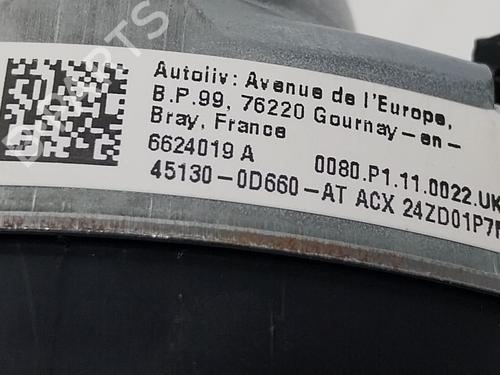 Autoliv: Avenue de l'Europe,
B.P.99, 76220 Gournay-en-
Bray, France
6624019 A 0080.P1.11.0022.UK
45130-0D660-AT ACX 24ZD01P7